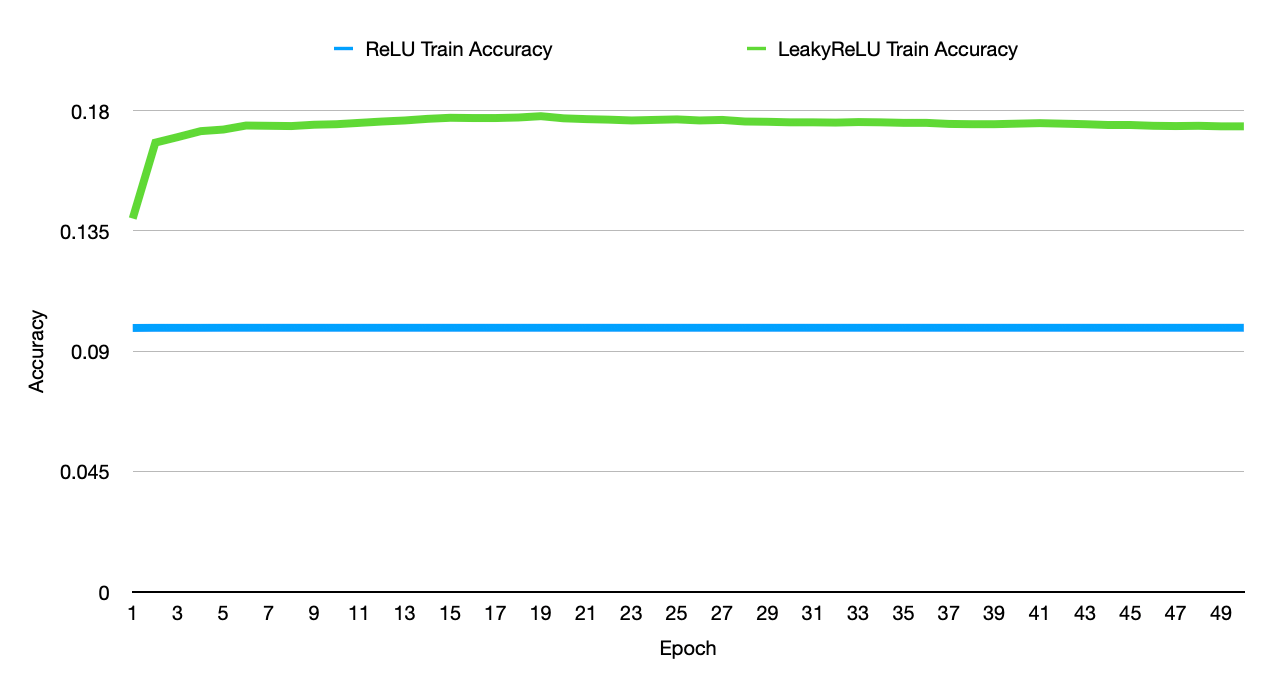 ReLU Train Accuracy
LeakyReLU Train Accuracy
Accuracy
0.18
0.135
0.09
0.045
0
1 3 5 7 9 11 13 15 17 19 21 23 25 27 29 31 33 35 37 39 41 43 45 47 49
Epoch